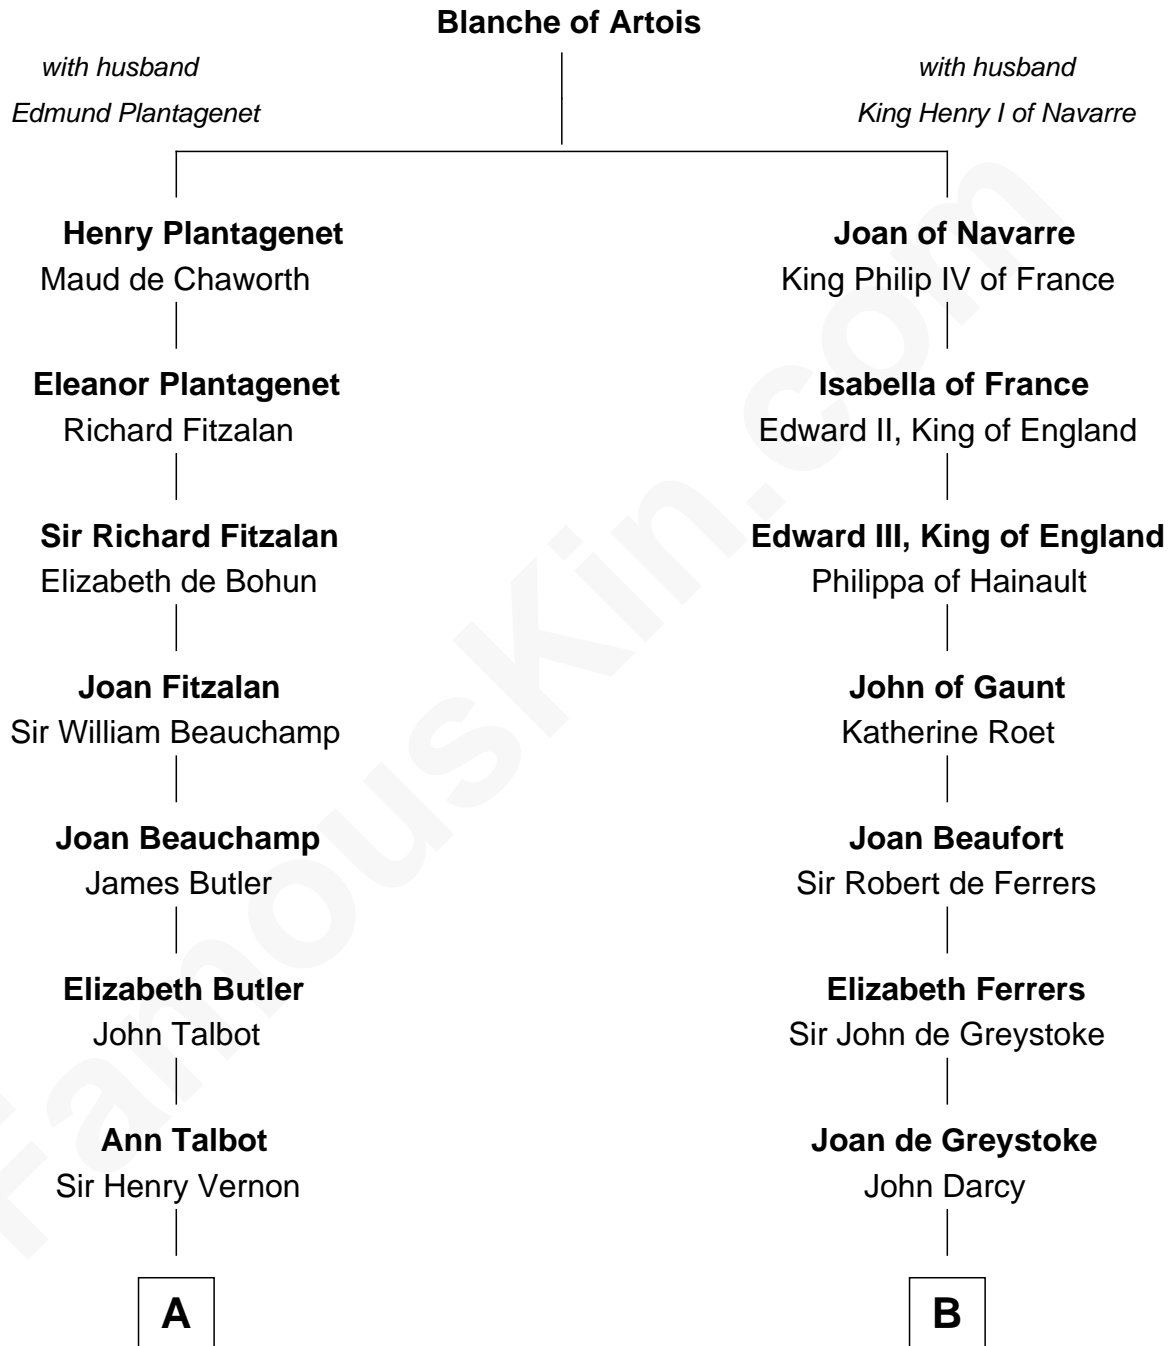 Blanche of Artois
with husband
Edmund Plantagenet
with husband
King Henry I of Navarre
Henry Plantagenet
Maud de Chaworth
Joan of Navarre
King Philip IV of France
Eleanor Plantagenet
Richard Fitzalan
Isabella of France
Edward II, King of England
Sir Richard Fitzalan
Elizabeth de Bohun
Edward III, King of England
Philippa of Hainault
Joan Fitzalan
Sir William Beauchamp
John of Gaunt
Katherine Roet
Joan Beauchamp
James Butler
Joan Beaufort
Sir Robert de Ferrers
Elizabeth Butler
John Talbot
Elizabeth Ferrers
Sir John de Greystoke
Ann Talbot
Sir Henry Vernon
Joan de Greystoke
John Darcy
A
B
FamousKin.com